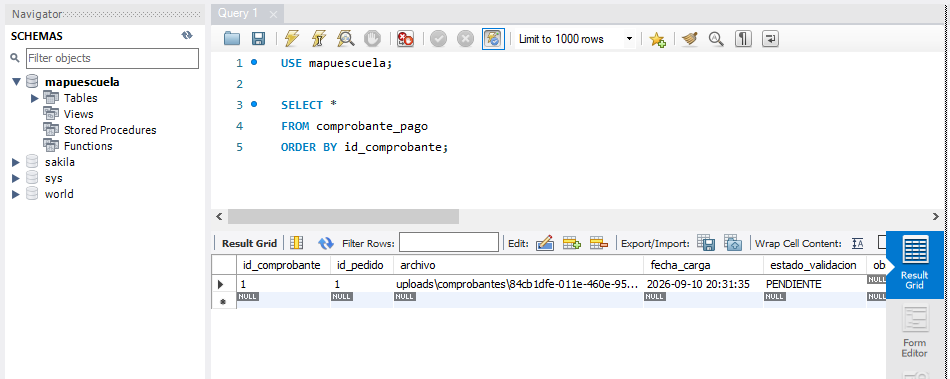 Navigator
SCHEMAS
Filter objects
mapuescuela
Tables
Views
Stored Procedures
Functions
sakila
sys
world
Query 1
Limit to 1000 rows
1 USE mapuescuela;
2
3 SELECT *
4 FROM comprobante_pago
5 ORDER BY id_comprobante;
Result Grid Filter Rows: Edit: Export/Import: Wrap Cell Content:
id_comprobante id_pedido archivo fecha_carga estado_validacion ob
1 1 uploads\comprobantes\84cb1dfe-011e-460e-95... 2026-09-10 20:31:35 PENDIENTE NULL
NULL NULL NULL NULL NULL NULL
Result
Grid
Form
Editor